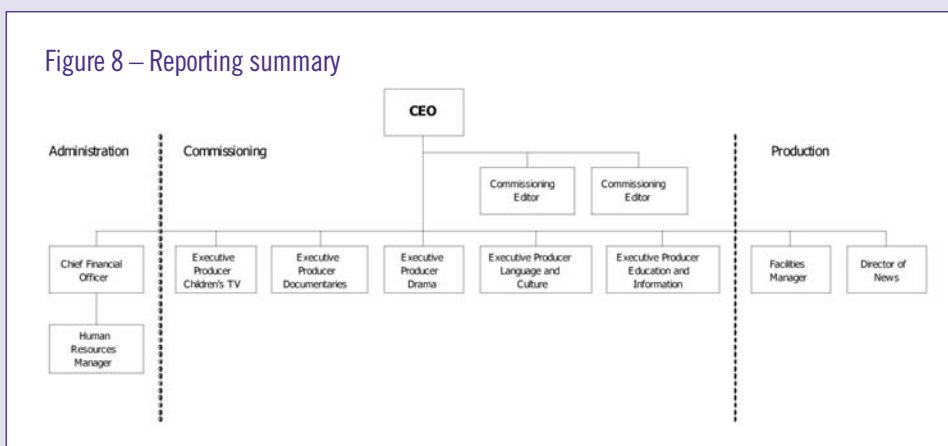 Figure 8 – Reporting summary
CEO
Administration
Commissioning
Production
Commissioning
Editor
Commissioning
Editor
Chief Financial
Officer
Executive
Producer
Children's TV
Executive
Producer
Documentaries
Executive
Producer
Drama
Executive Producer
Language and
Culture
Executive Producer
Education and
Information
Facilities
Manager
Director of
News
Human
Resources
Manager